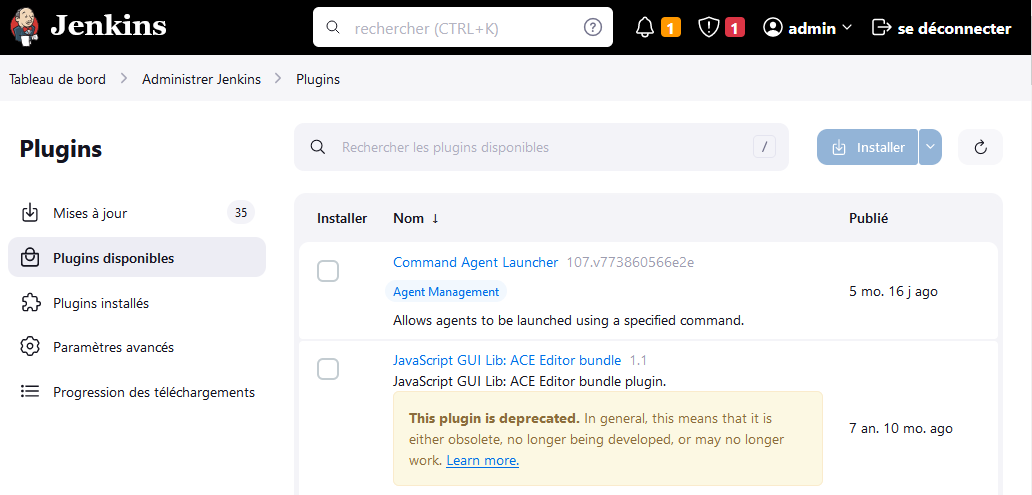 Jenkins
rechercher (CTRL+K)
?
1
1
admin
se déconnecter
Tableau de bord
Administrer Jenkins
Plugins
Plugins
Rechercher les plugins disponibles
/
Installer
Mises à jour
35
Plugins disponibles
Plugins installés
Paramètres avancés
Progression des téléchargements
Installer
Nom ↓
Publié
Command Agent Launcher 107.v773860566e2e
Agent Management
Allows agents to be launched using a specified command.
5 mo. 16 j ago
JavaScript GUI Lib: ACE Editor bundle 1.1
JavaScript GUI Lib: ACE Editor bundle plugin.
This plugin is deprecated. In general, this means that it is
either obsolete, no longer being developed, or may no longer
work. Learn more.
7 an. 10 mo. ago